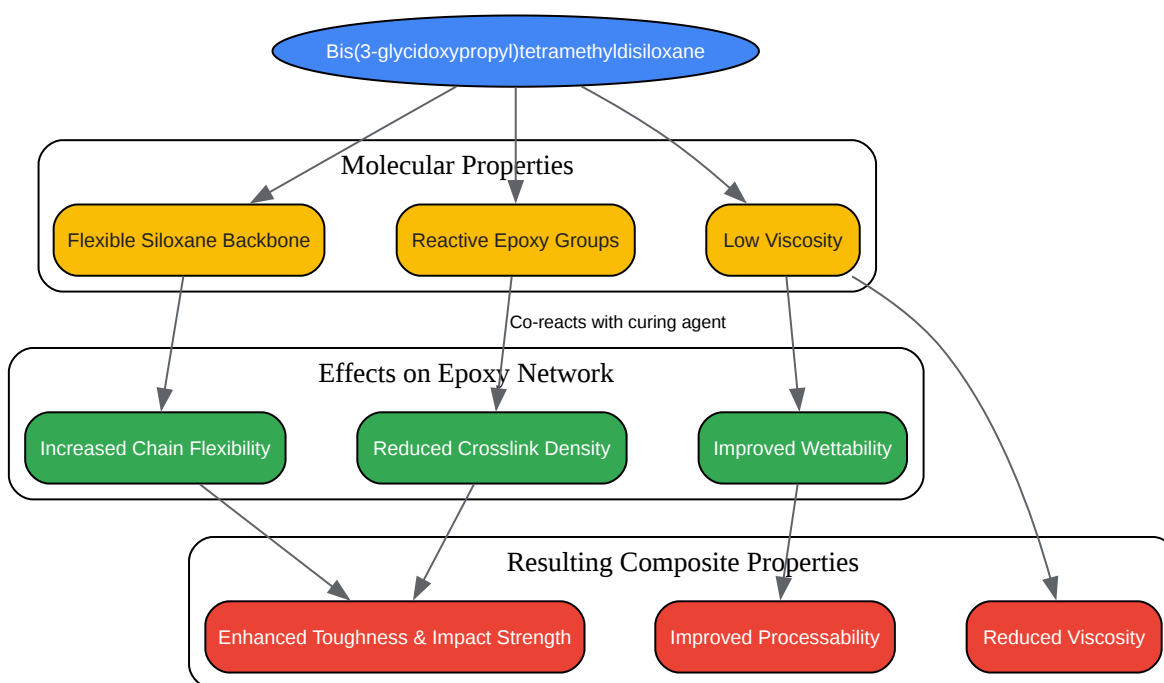 Bis(3-glycidoxypropyl)tetramethyldisiloxane
Molecular Properties
Flexible Siloxane Backbone
Reactive Epoxy Groups
Low Viscosity
Co-reacts with curing agent
Effects on Epoxy Network
Increased Chain Flexibility
Reduced Crosslink Density
Improved Wettability
Resulting Composite Properties
Enhanced Toughness & Impact Strength
Improved Processability
Reduced Viscosity